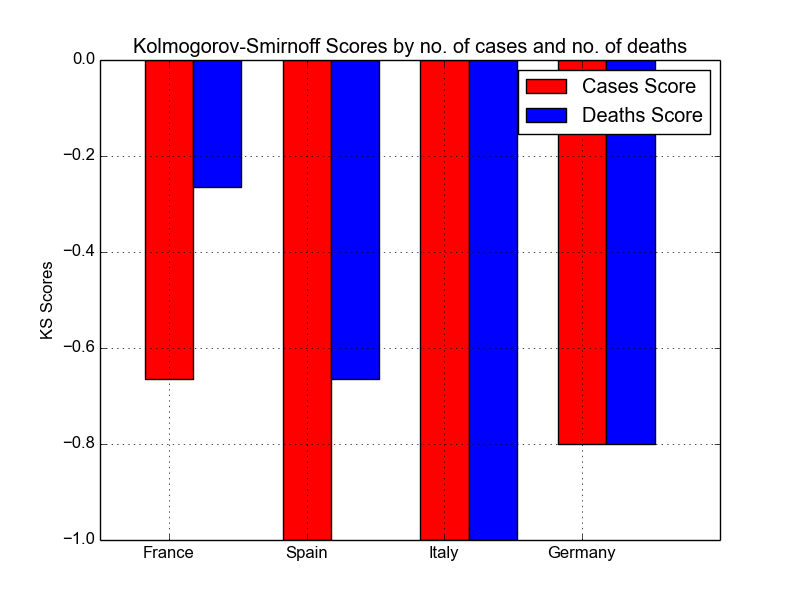 Kolmogorov-Smirnoff Scores by no. of cases and no. of deaths
Cases Score
Deaths Score
KS Scores
0.0
−0.2
−0.4
−0.6
−0.8
−1.0
France Spain Italy Germany